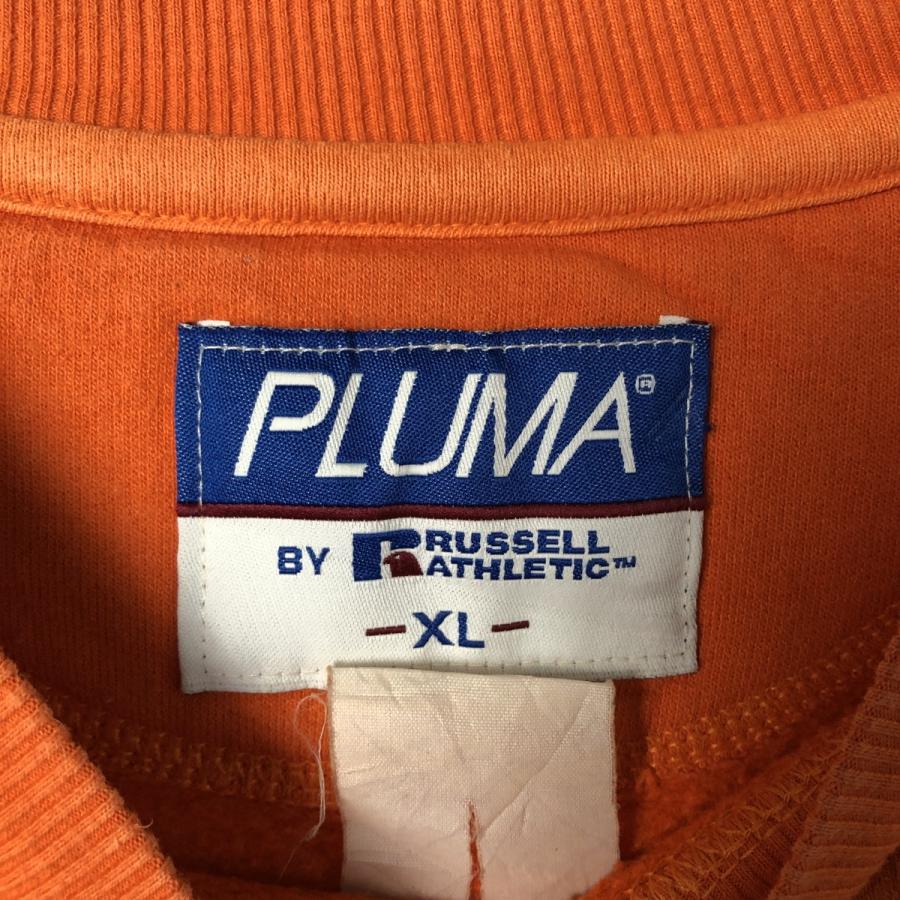 PLUMA®
BY R RUSSELL
ATHLETIC™
-XL-